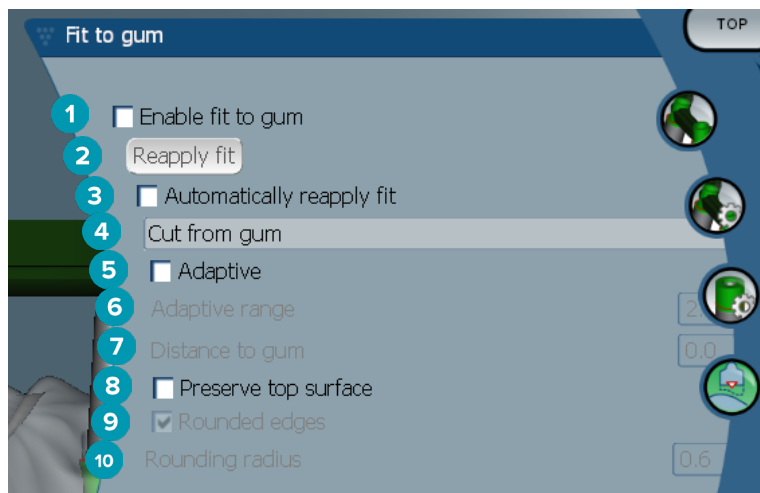 Fit to gum
TOP
1 Enable fit to gum
2 Reapply fit
3 Automatically reapply fit
4 Cut from gum
5 Adaptive
6 Adaptive range 2.
7 Distance to gum 0.0
8 Preserve top surface
9 Rounded edges
10 Rounding radius 0.6